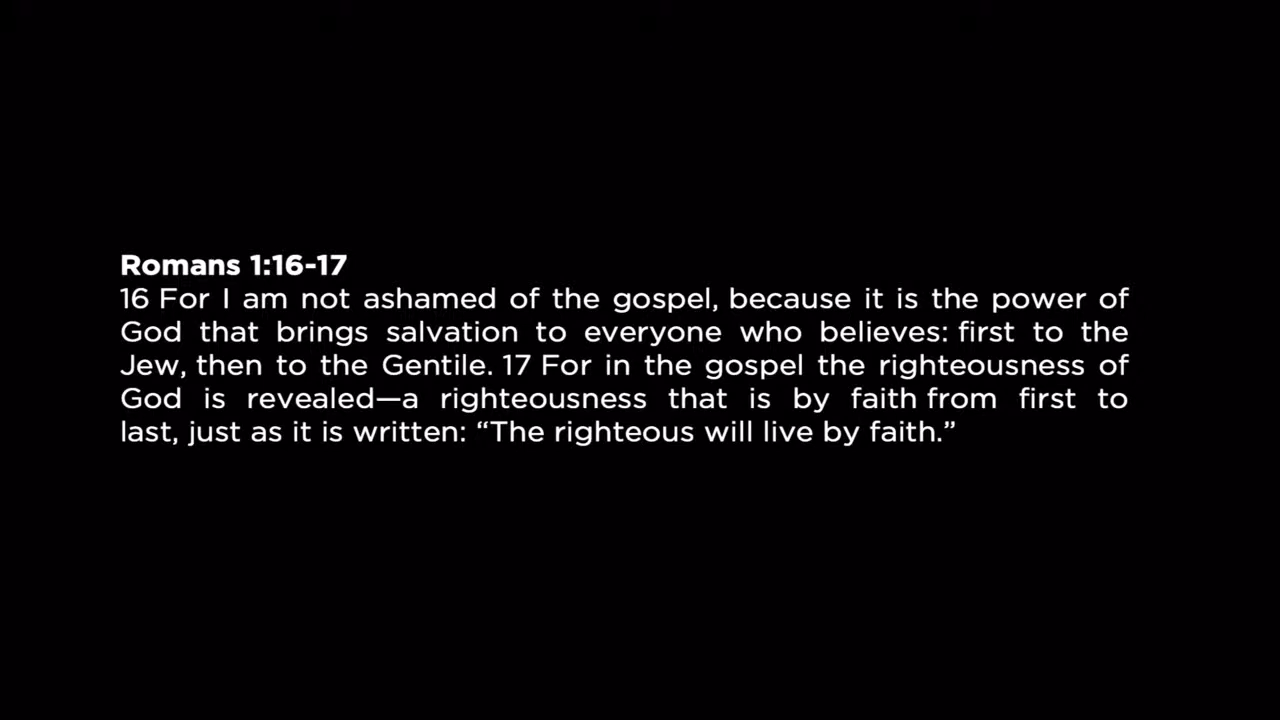 Romans 1:16-17
16 For I am not ashamed of the gospel, because it is the power of
God that brings salvation to everyone who believes: first to the
Jew, then to the Gentile. 17 For in the gospel the righteousness of
God is revealed—a righteousness that is by faith from first to
last, just as it is written: “The righteous will live by faith.”